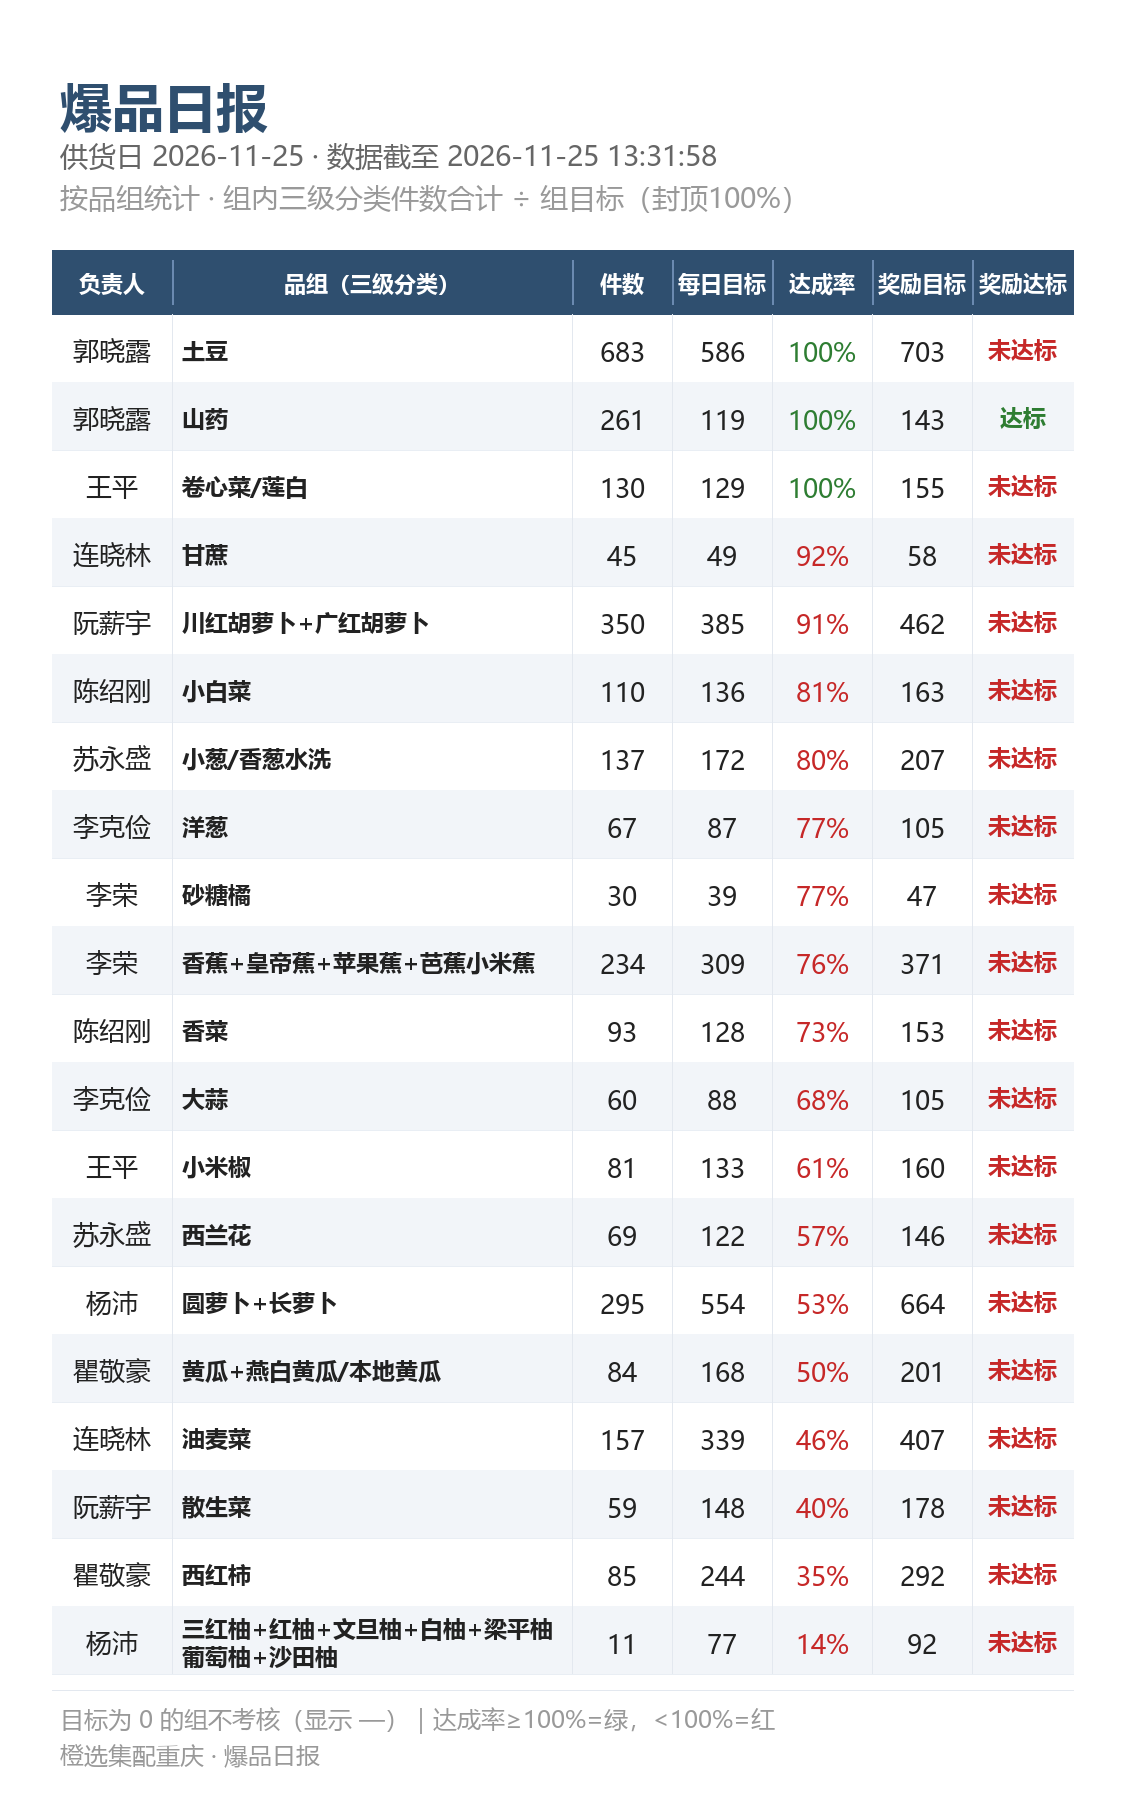 爆品日报
供货日 2026-11-25 · 数据截至 2026-11-25 13:31:58
按品组统计 · 组内三级分类件数合计 ÷ 组目标（封顶100%）
负责人 品组（三级分类） 件数 每日目标 达成率 奖励目标 奖励达标
郭晓露 土豆 683 586 100% 703 未达标
郭晓露 山药 261 119 100% 143 达标
王平 卷心菜/莲白 130 129 100% 155 未达标
连晓林 甘蔗 45 49 92% 58 未达标
阮薪宇 川红胡萝卜+广红胡萝卜 350 385 91% 462 未达标
陈绍刚 小白菜 110 136 81% 163 未达标
苏永盛 小葱/香葱水洗 137 172 80% 207 未达标
李克俭 洋葱 67 87 77% 105 未达标
李荣 砂糖橘 30 39 77% 47 未达标
李荣 香蕉+皇帝蕉+苹果蕉+芭蕉小米蕉 234 309 76% 371 未达标
陈绍刚 香菜 93 128 73% 153 未达标
李克俭 大蒜 60 88 68% 105 未达标
王平 小米椒 81 133 61% 160 未达标
苏永盛 西兰花 69 122 57% 146 未达标
杨沛 圆萝卜+长萝卜 295 554 53% 664 未达标
瞿敬豪 黄瓜+燕白黄瓜/本地黄瓜 84 168 50% 201 未达标
连晓林 油麦菜 157 339 46% 407 未达标
阮薪宇 散生菜 59 148 40% 178 未达标
瞿敬豪 西红柿 85 244 35% 292 未达标
杨沛 三红柚+红柚+文旦柚+白柚+梁平柚 11 77 14% 92 未达标
葡萄柚+沙田柚
目标为 0 的组不考核（显示 —）｜达成率≥100%=绿，<100%=红
橙选集配重庆 · 爆品日报